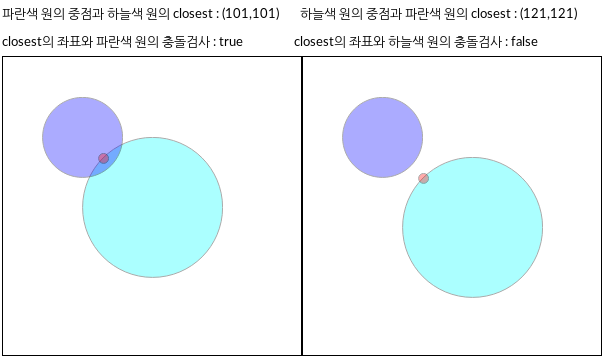 파란색 원의 중점과 하늘색 원의 closest : (101,101)
closest의 좌표와 파란색 원의 충돌검사 : true
하늘색 원의 중점과 파란색 원의 closest : (121,121)
closest의 좌표와 하늘색 원의 충돌검사 : false